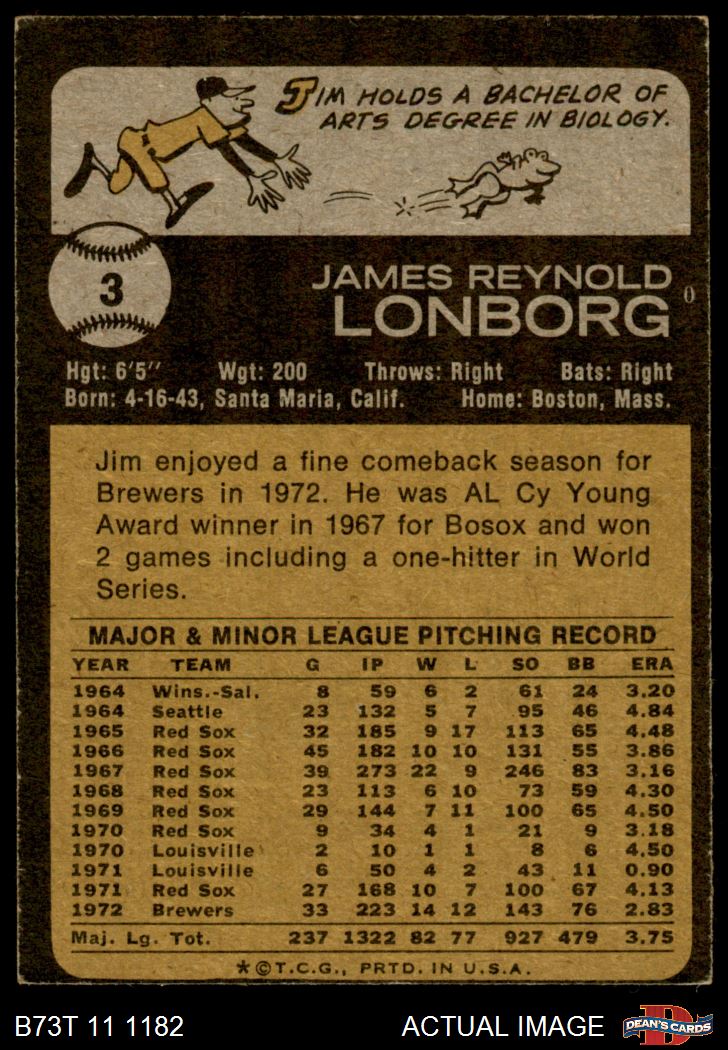 JIM HOLDS A BACHELOR OF
ARTS DEGREE IN BIOLOGY.
3
JAMES REYNOLD
LONBORG
0
Hgt: 6'5" Wgt: 200 Throws: Right Bats: Right
Born: 4-16-43, Santa Maria, Calif. Home: Boston, Mass.
Jim enjoyed a fine comeback season for
Brewers in 1972. He was AL Cy Young
Award winner in 1967 for Bosox and won
2 games including a one-hitter in World
Series.
MAJOR & MINOR LEAGUE PITCHING RECORD
YEAR TEAM G IP W L SO BB ERA
1964 Wins.-Sal. 8 59 6 2 61 24 3.20
1964 Seattle 23 132 5 7 95 46 4.84
1965 Red Sox 32 185 9 17 113 65 4.48
1966 Red Sox 45 182 10 10 131 55 3.86
1967 Red Sox 39 273 22 9 246 83 3.16
1968 Red Sox 23 113 6 10 73 59 4.30
1969 Red Sox 29 144 7 11 100 65 4.50
1970 Red Sox 9 34 4 1 21 9 3.18
1970 Louisville 2 10 1 1 8 6 4.50
1971 Louisville 6 50 4 2 43 11 0.90
1971 Red Sox 27 168 10 7 100 67 4.13
1972 Brewers 33 223 14 12 143 76 2.83
Maj. Lg. Tot. 237 1322 82 77 927 479 3.75
*©T.C.G., PRTD. IN U.S.A.
B73T 11 1182 ACTUAL IMAGE D DEAN'S CARDS